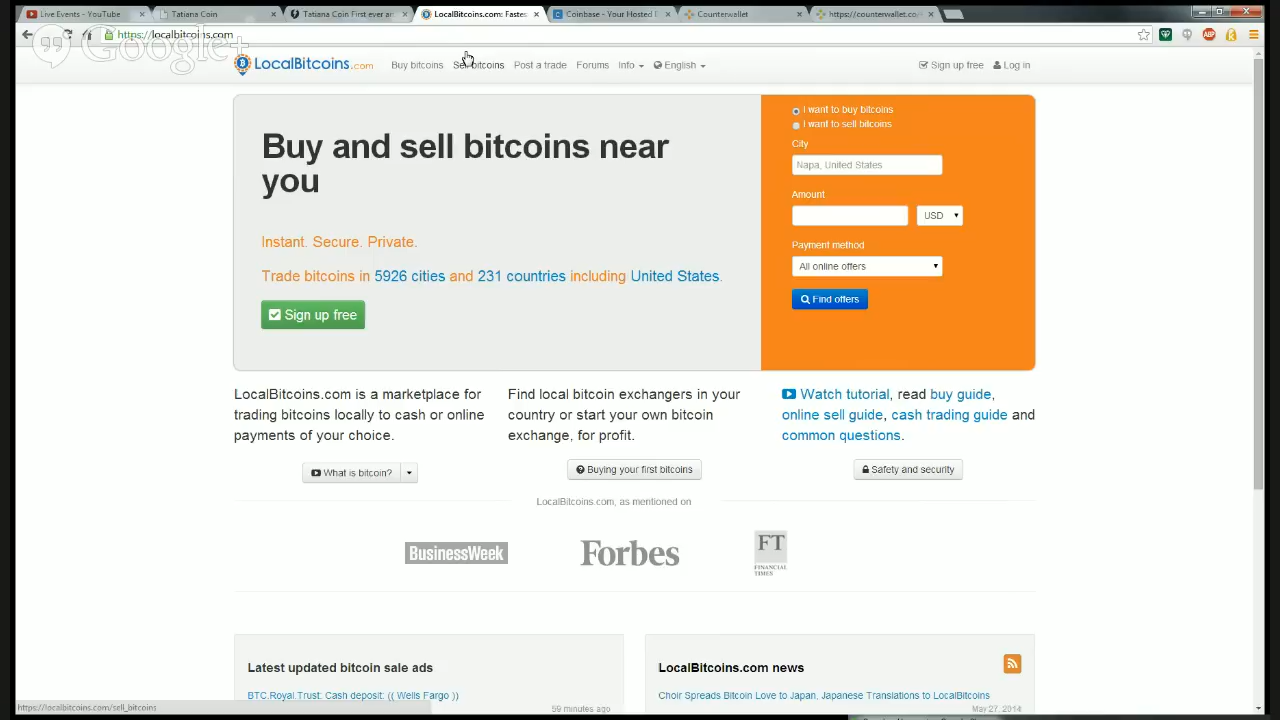 Live Events - YouTube
Tatiana Coin
Tatiana Coin First ever ar
LocalBitcoins.com: Fastes
Coinbase - Your Hosted
Counterwallet
https://counterwallet.co
https://localbitcoins.com
Google+
LocalBitcoins.com
Buy bitcoins
Sell bitcoins
Post a trade
Forums
Info
English
Sign up free
Log in
Buy and sell bitcoins near
you
Instant. Secure. Private.
Trade bitcoins in 5926 cities and 231 countries including United States.
Sign up free
I want to buy bitcoins
I want to sell bitcoins
City
Napa, United States
Amount
USD
Payment method
All online offers
Find offers
LocalBitcoins.com is a marketplace for
trading bitcoins locally to cash or online
payments of your choice.
What is bitcoin?
Find local bitcoin exchangers in your
country or start your own bitcoin
exchange, for profit.
Buying your first bitcoins
Watch tutorial, read buy guide,
online sell guide, cash trading guide and
common questions.
Safety and security
LocalBitcoins.com, as mentioned on
BusinessWeek
Forbes
FT
FINANCIAL
TIMES
Latest updated bitcoin sale ads
BTC.Royal.Trust: Cash deposit: (( Wells Fargo ))
59 minutes ago
LocalBitcoins.com news
Choir Spreads Bitcoin Love to Japan, Japanese Translations to LocalBitcoins
May 27, 2014
https://localbitcoins.com/sell_bitcoins